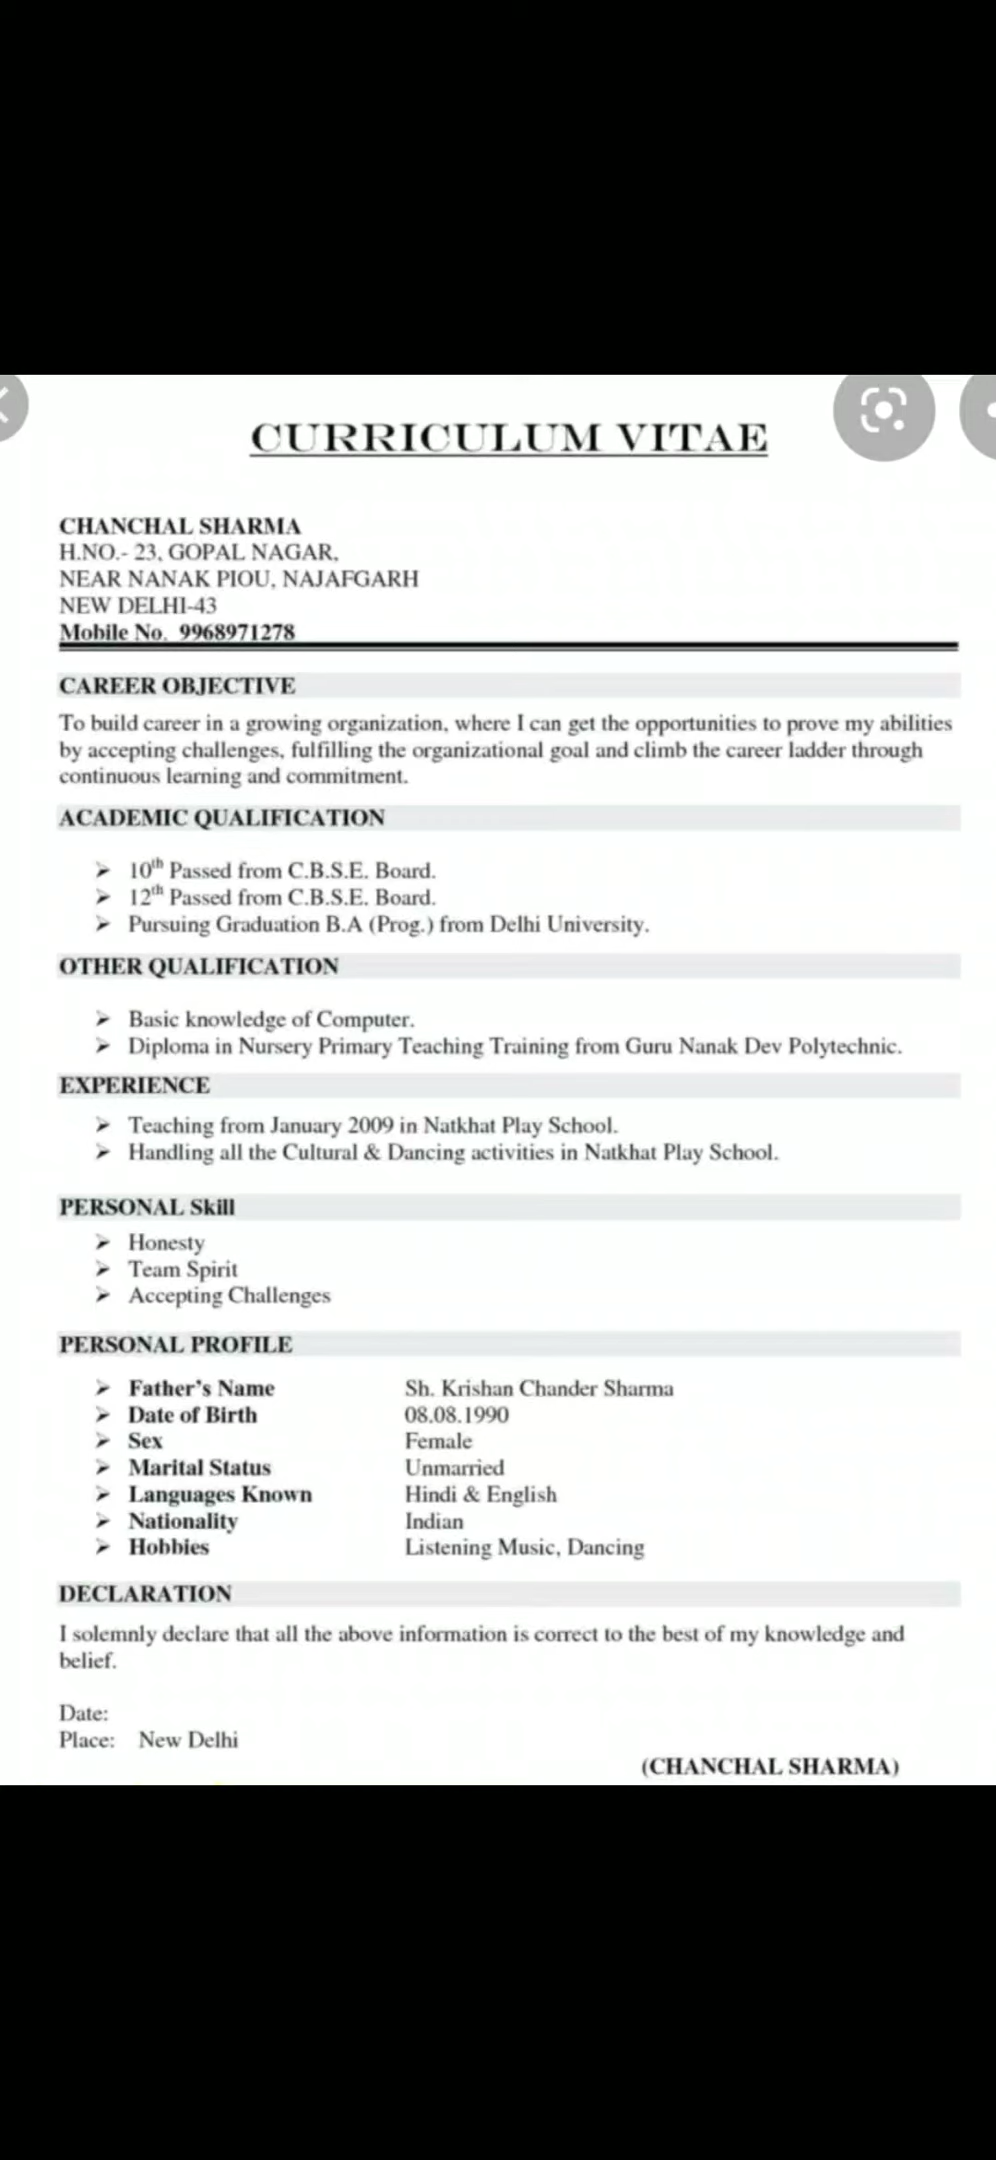 CURRICULUM VITAE
CHANCHAL SHARMA
H.NO.- 23, GOPAL NAGAR,
NEAR NANAK PIOU, NAJAFGARH
NEW DELHI-43
Mobile No. 9968971278
CAREER OBJECTIVE
To build career in a growing organization, where I can get the opportunities to prove my abilities
by accepting challenges, fulfilling the organizational goal and climb the career ladder through
continuous learning and commitment.
ACADEMIC QUALIFICATION
➢ 10th Passed from C.B.S.E. Board.
➢ 12th Passed from C.B.S.E. Board.
➢ Pursuing Graduation B.A (Prog.) from Delhi University.
OTHER QUALIFICATION
➢ Basic knowledge of Computer.
➢ Diploma in Nursery Primary Teaching Training from Guru Nanak Dev Polytechnic.
EXPERIENCE
➢ Teaching from January 2009 in Natkhat Play School.
➢ Handling all the Cultural & Dancing activities in Natkhat Play School.
PERSONAL Skill
➢ Honesty
➢ Team Spirit
➢ Accepting Challenges
PERSONAL PROFILE
➢ Father's Name Sh. Krishan Chander Sharma
➢ Date of Birth 08.08.1990
➢ Sex Female
➢ Marital Status Unmarried
➢ Languages Known Hindi & English
➢ Nationality Indian
➢ Hobbies Listening Music, Dancing
DECLARATION
I solemnly declare that all the above information is correct to the best of my knowledge and
belief.
Date:
Place: New Delhi
(CHANCHAL SHARMA)